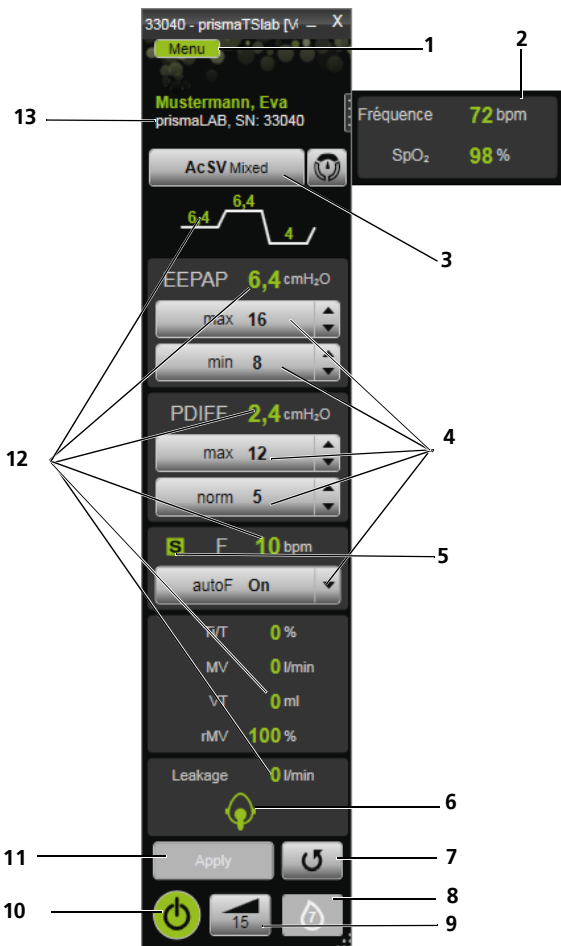 33040 - prismaTSlab [V – X
Menu
1
2
Mustermann, Eva
13
prismaLAB, SN: 33040
Fréquence 72 bpm
SpO₂ 98 %
AcSV Mixed
3
6,4
6,4
4
EEPAP 6,4 cmH₂O
max 16
min 8
PDIFF 2,4 cmH₂O
4
12
max 12
norm 5
S F 10 bpm
5
autoF On
Ti/T 0 %
MV 0 l/min
VT 0 ml
rMV 100 %
Leakage 0 l/min
6
11
Apply
7
10
15
7
8
9